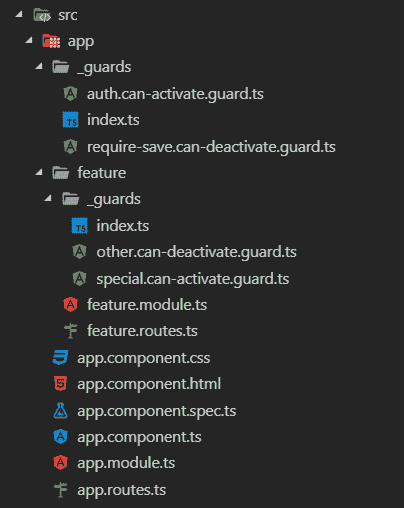 src
app
_guards
auth.can-activate.guard.ts
TS index.ts
require-save.can-deactivate.guard.ts
feature
_guards
TS index.ts
other.can-deactivate.guard.ts
special.can-activate.guard.ts
feature.module.ts
feature.routes.ts
app.component.css
app.component.html
app.component.spec.ts
app.component.ts
app.module.ts
app.routes.ts